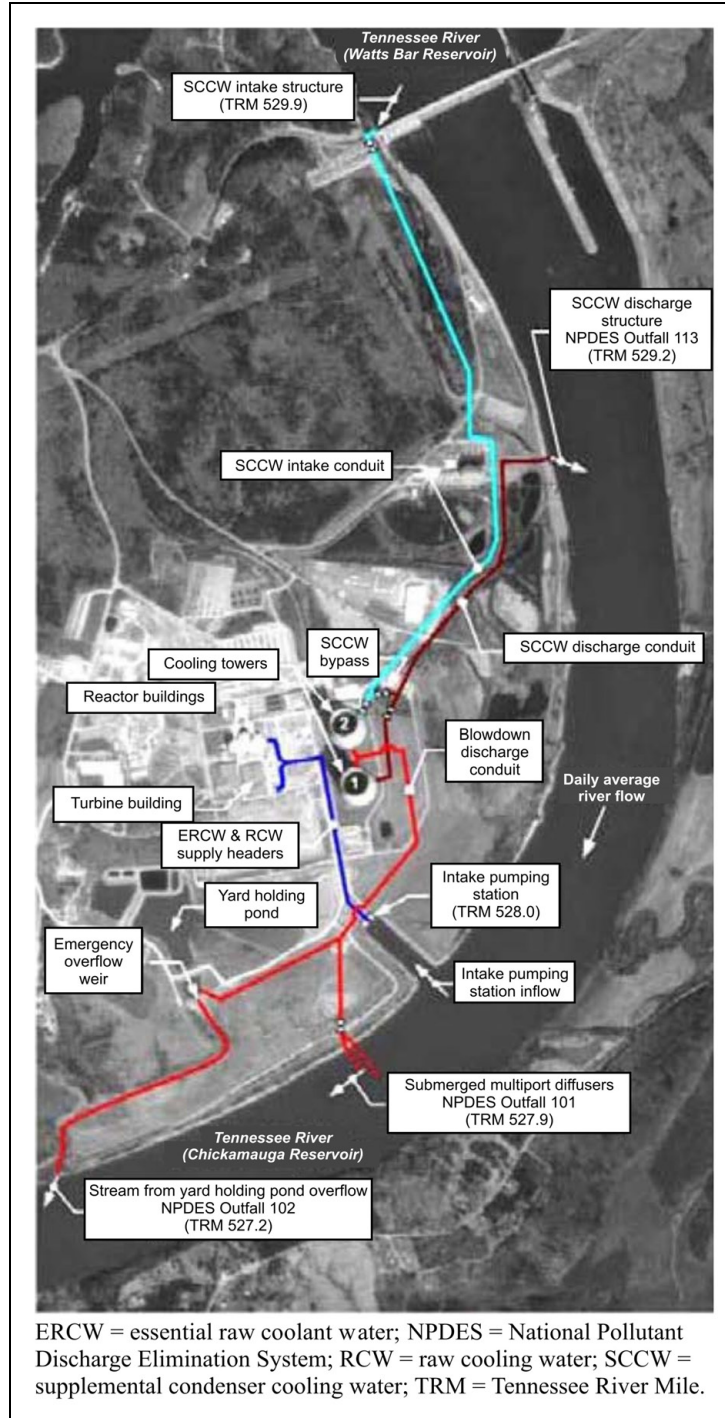 Tennessee River
(Watts Bar Reservoir)
SCCW intake structure
(TRM 529.9)
SCCW discharge
structure
NPDES Outfall 113
(TRM 529.2)
SCCW intake conduit
SCCW
bypass
SCCW discharge conduit
Cooling towers
Reactor buildings
2
Blowdown
discharge
conduit
1
Turbine building
Daily average
river flow
ERCW & RCW
supply headers
Yard holding
pond
Intake pumping
station
(TRM 528.0)
Emergency
overflow
weir
Intake pumping
station inflow
Submerged multiport diffusers
NPDES Outfall 101
(TRM 527.9)
Tennessee River
(Chickamauga Reservoir)
Stream from yard holding pond overflow
NPDES Outfall 102
(TRM 527.2)
ERCW = essential raw coolant water; NPDES = National Pollutant
Discharge Elimination System; RCW = raw cooling water; SCCW =
supplemental condenser cooling water; TRM = Tennessee River Mile.